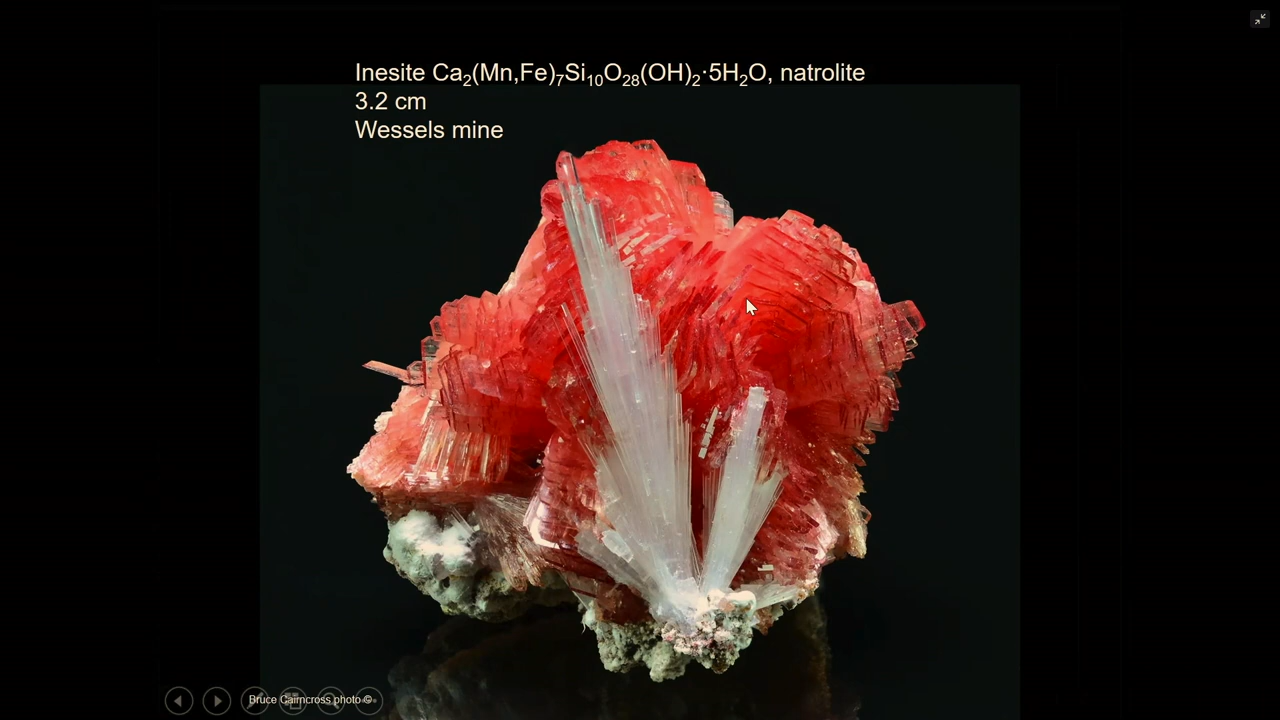 Inesite Ca₂(Mn,Fe)₇Si₁₀O₂₈(OH)₂·5H₂O, natrolite
3.2 cm
Wessels mine
Bruce Cairncross photo ©